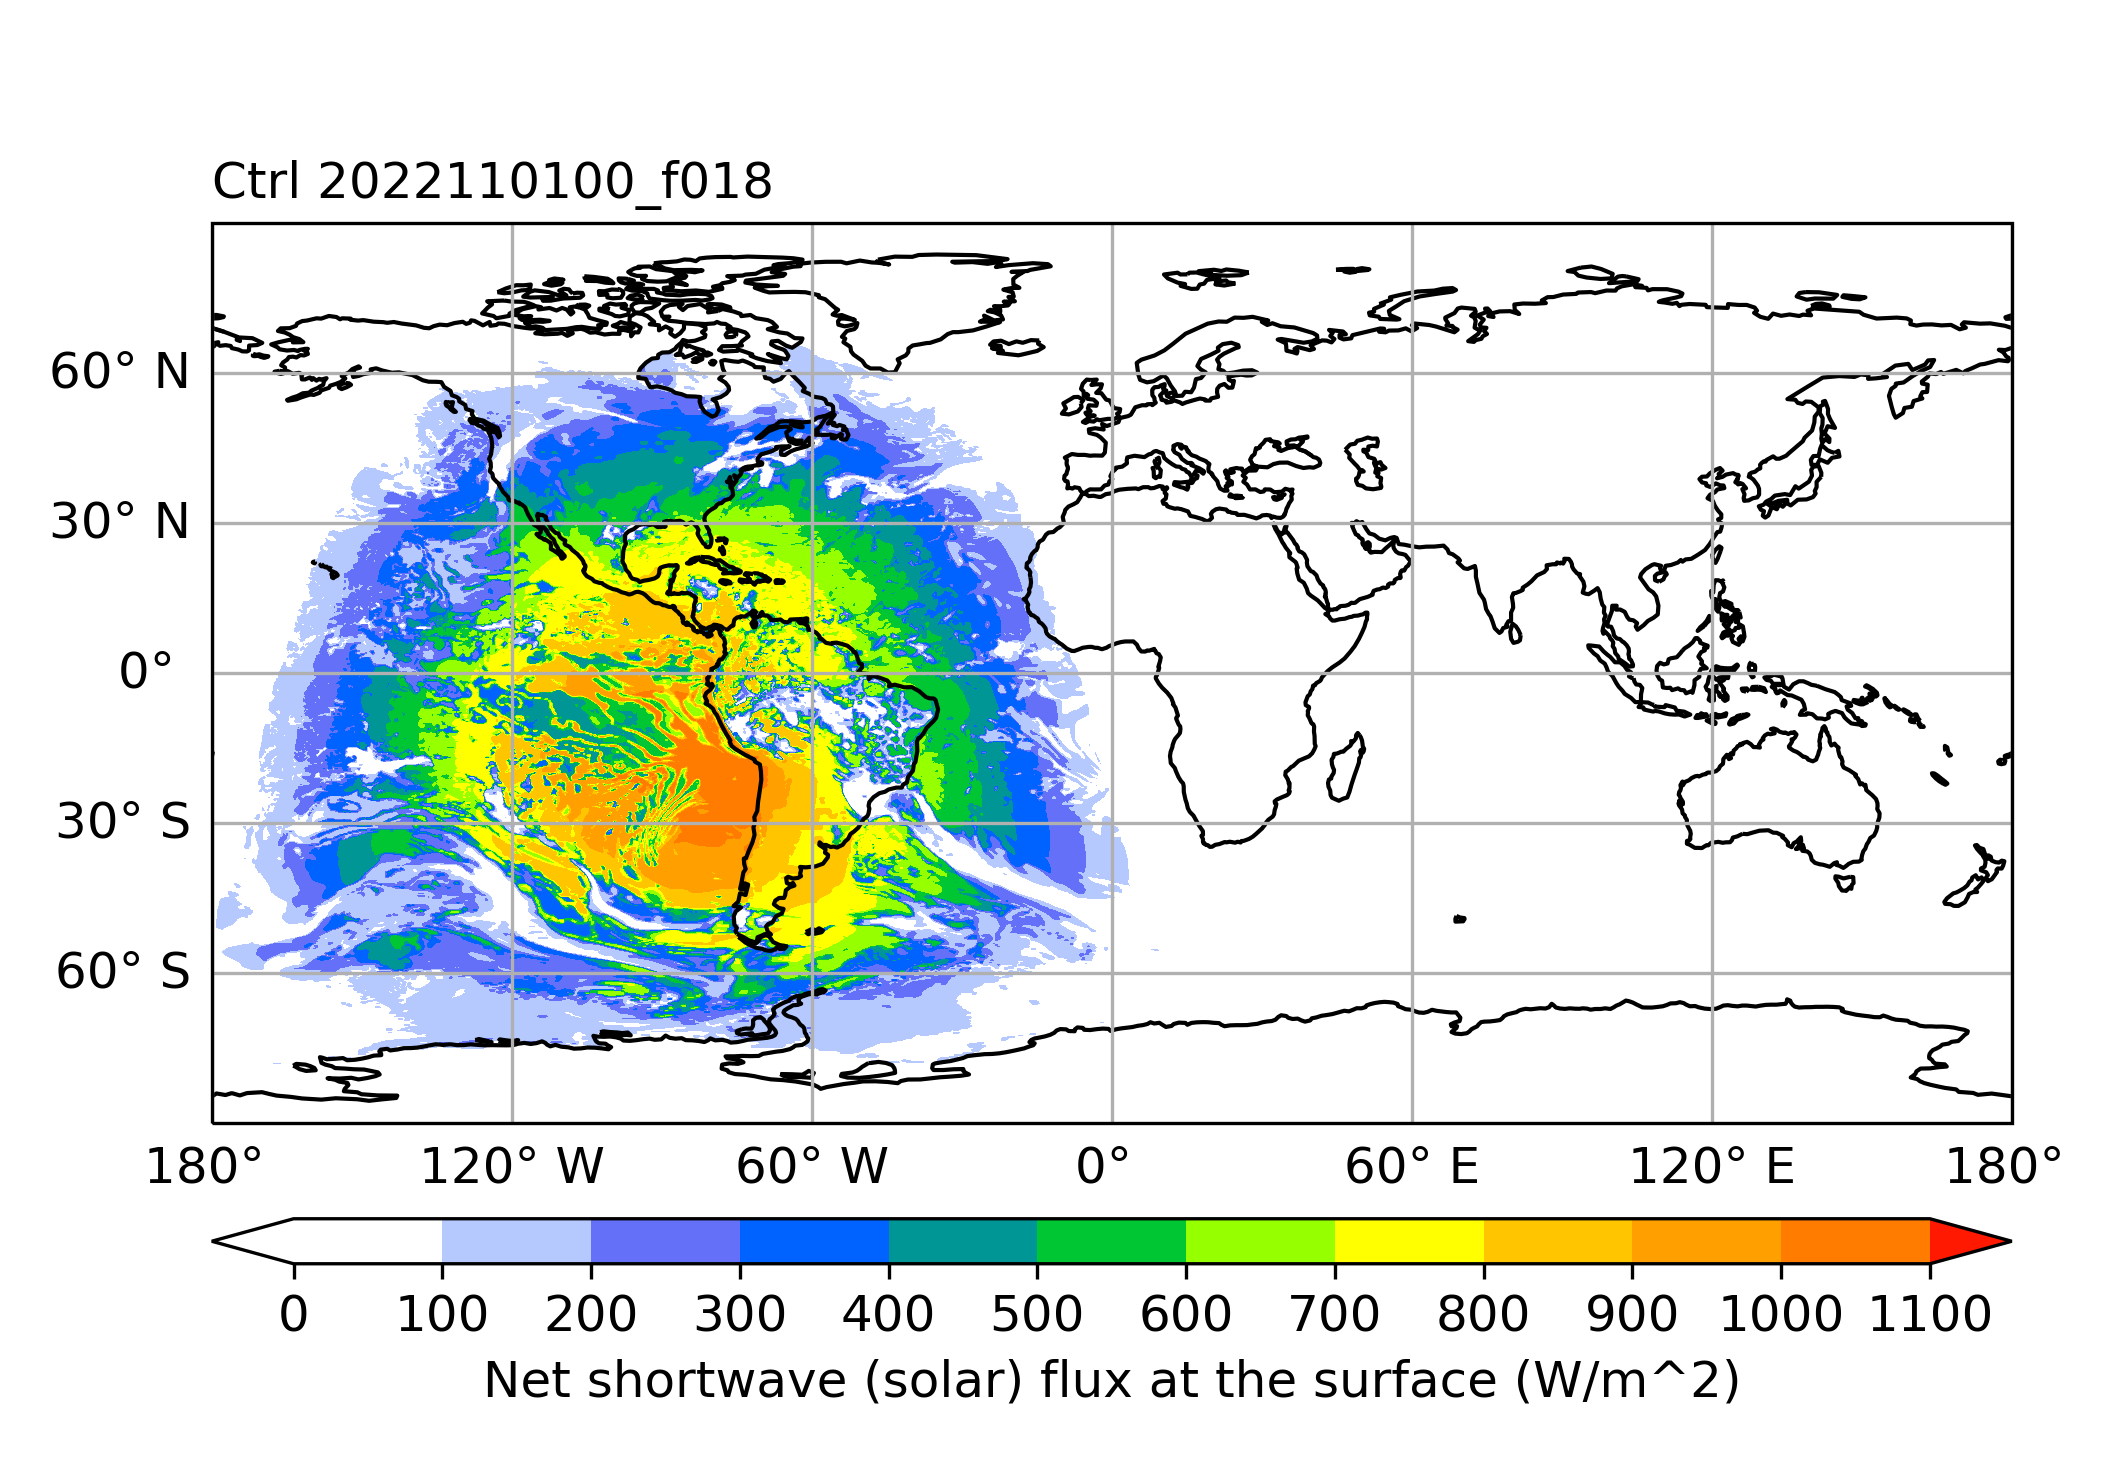 Ctrl 2022110100_f018
60° N
30° N
0°
30° S
60° S
180° 120° W 60° W 0° 60° E 120° E 180°
0 100 200 300 400 500 600 700 800 900 1000 1100
Net shortwave (solar) flux at the surface (W/m^2)